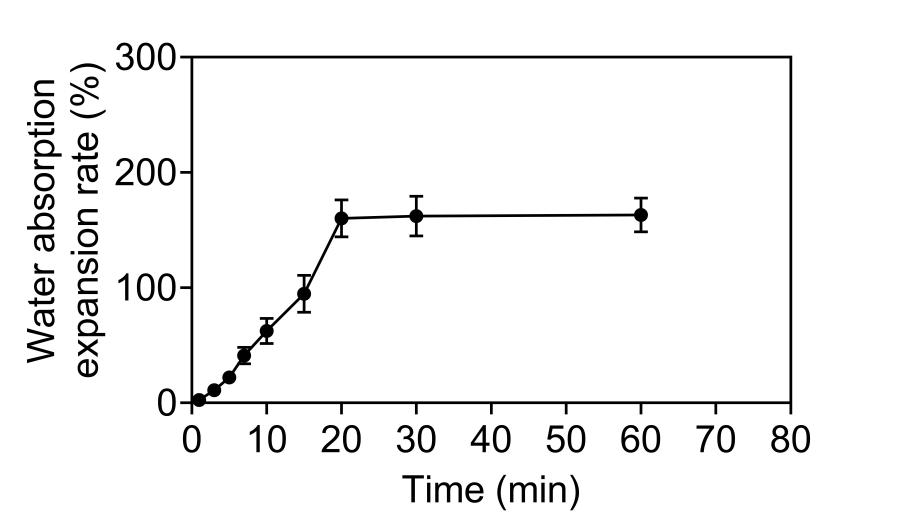 Water absorption
expansion rate (%)
300
200
100
0
0 10 20 30 40 50 60 70 80
Time (min)